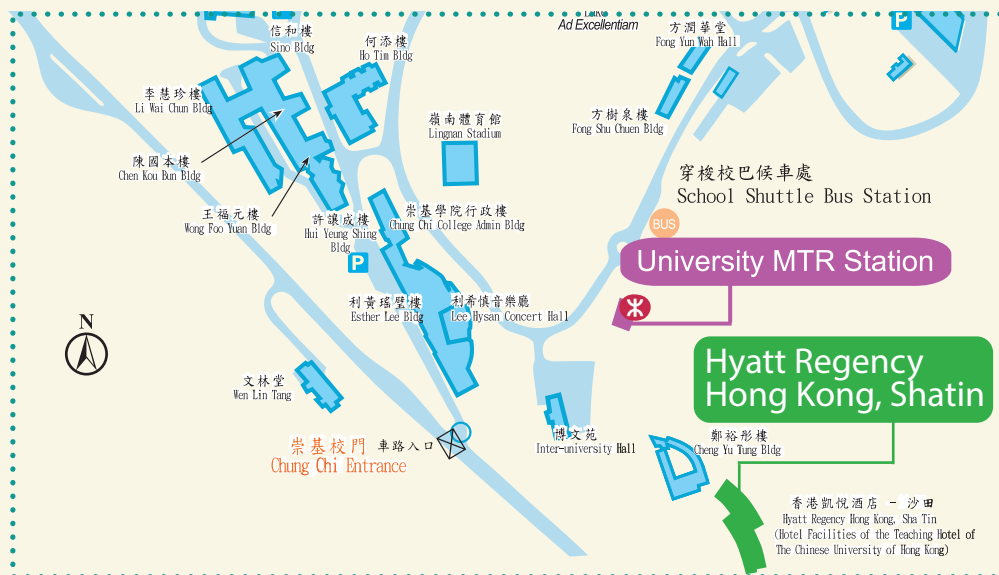 Ad Excellentiam
信和樓
Sino Bldg
何添樓
Ho Tim Bldg
方潤華堂
Fong Yun Wah Hall
P
李慧珍樓
Li Wai Chun Bldg
嶺南體育館
Lingnan Stadium
方樹泉樓
Fong Shu Chuen Bldg
陳國本樓
Chen Kou Bun Bldg
穿梭校巴候車處
School Shuttle Bus Station
BUS
王福元樓
Wong Foo Yuan Bldg
許讓成樓
Hui Yeung Shing
Bldg
崇基學院行政樓
Chung Chi College Admin Bldg
P
University MTR Station
利黃瑤璧樓
Esther Lee Bldg
利希慎音樂廳
Lee Hysan Concert Hall
N
Hyatt Regency
Hong Kong, Shatin
文林堂
Wen Lin Tang
崇基校門
Chung Chi Entrance
車路入口
博文苑
Inter-university Hall
鄭裕彤樓
Cheng Yu Tung Bldg
香港凱悅酒店 - 沙田
Hyatt Regency Hong Kong, Sha Tin
(Hotel Facilities of the Teaching Hotel of
The Chinese University of Hong Kong)